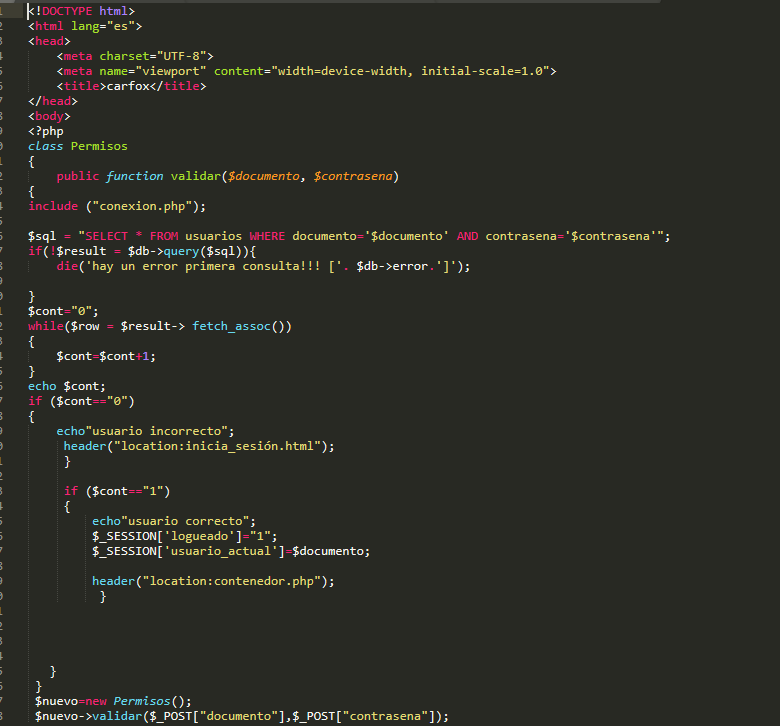 <!DOCTYPE html>
<html lang="es">
<head>
    <meta charset="UTF-8">
    <meta name="viewport" content="width=device-width, initial-scale=1.0">
    <title>carfox</title>
</head>
<body>
<?php
class Permisos
{
    public function validar($documento, $contrasena)
{
include ("conexion.php");
$sql = "SELECT * FROM usuarios WHERE documento='$documento' AND contrasena='$contrasena'";
if(!$result = $db->query($sql)){
    die('hay un error primera consulta!!! ['. $db->error.']');
}
$cont="0";
while($row = $result-> fetch_assoc())
{
    $cont=$cont+1;
}
echo $cont;
if ($cont=="0")
{
    echo"usuario incorrecto";
     header("location:inicia_sesión.html");
     }
     if ($cont=="1")
     {
         echo"usuario correcto";
         $_SESSION['logueado']="1";
         $_SESSION['usuario_actual']=$documento;
         header("location:contenedor.php");
          }
   }
 }
 $nuevo=new Permisos();
 $nuevo->validar($_POST["documento"],$_POST["contrasena"]);